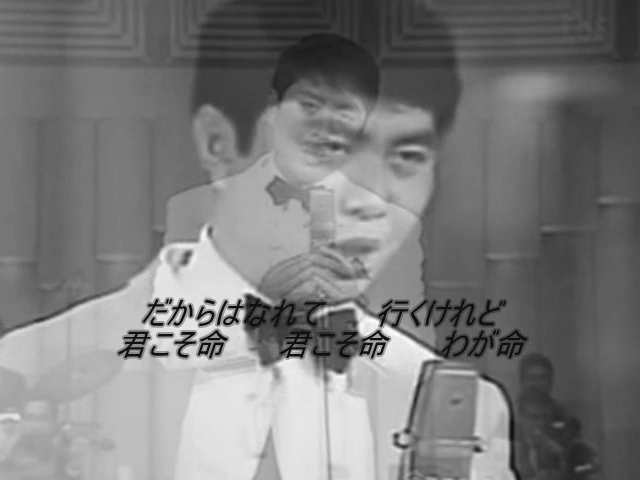 だからはなれて　　行くけれど
君こそ命　　君こそ命　　わが命